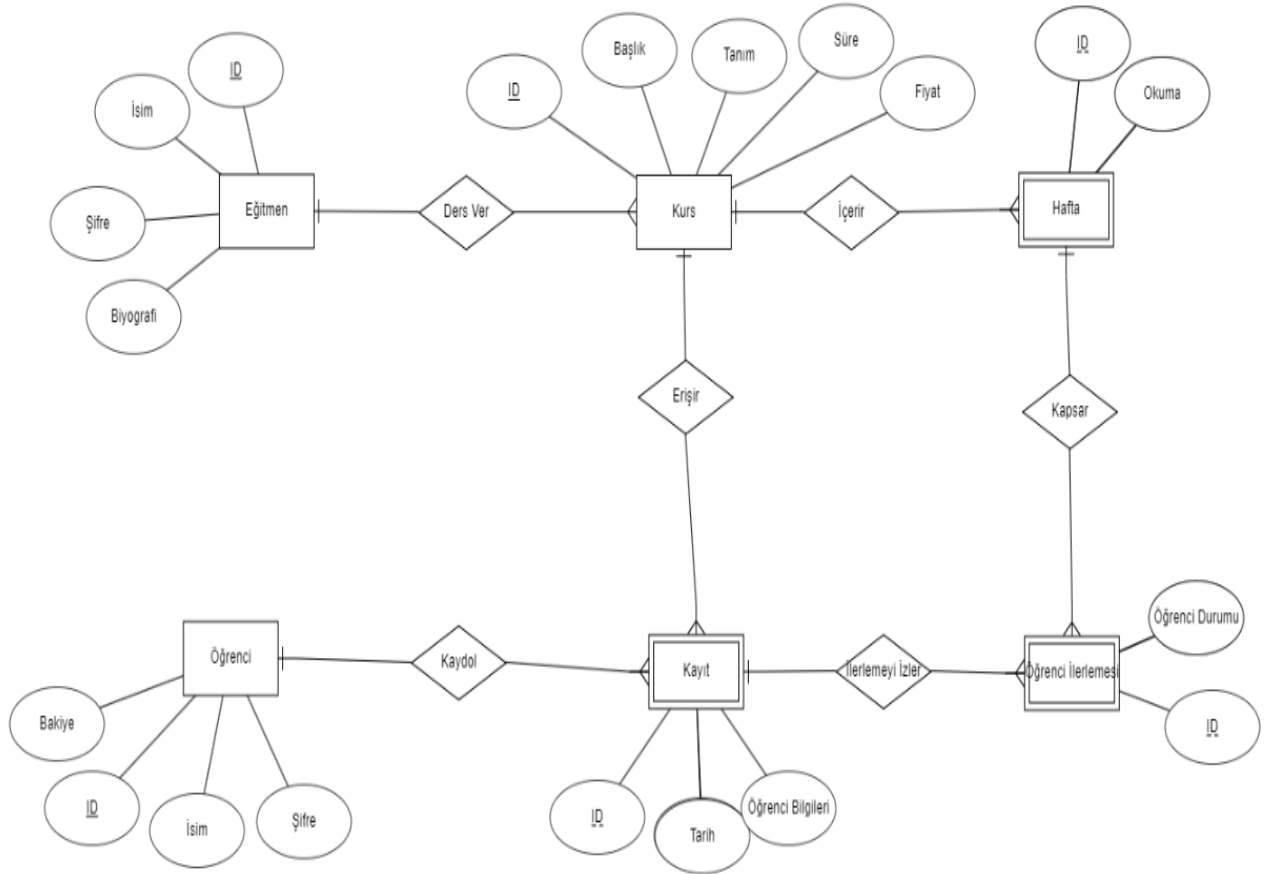 ID
İsim
Şifre
Biyografi
Eğitmen
Ders Ver
ID
Başlık
Tanım
Süre
Fiyat
Kurs
İçerir
ID
Okuma
Hafta
Erişir
Kapsar
Öğrenci
Bakiye
ID
İsim
Şifre
Kaydol
Kayıt
ID
Tarih
Öğrenci Bilgileri
İlerlemeyi İzler
Öğrenci İlerlemesi
Öğrenci Durumu
ID